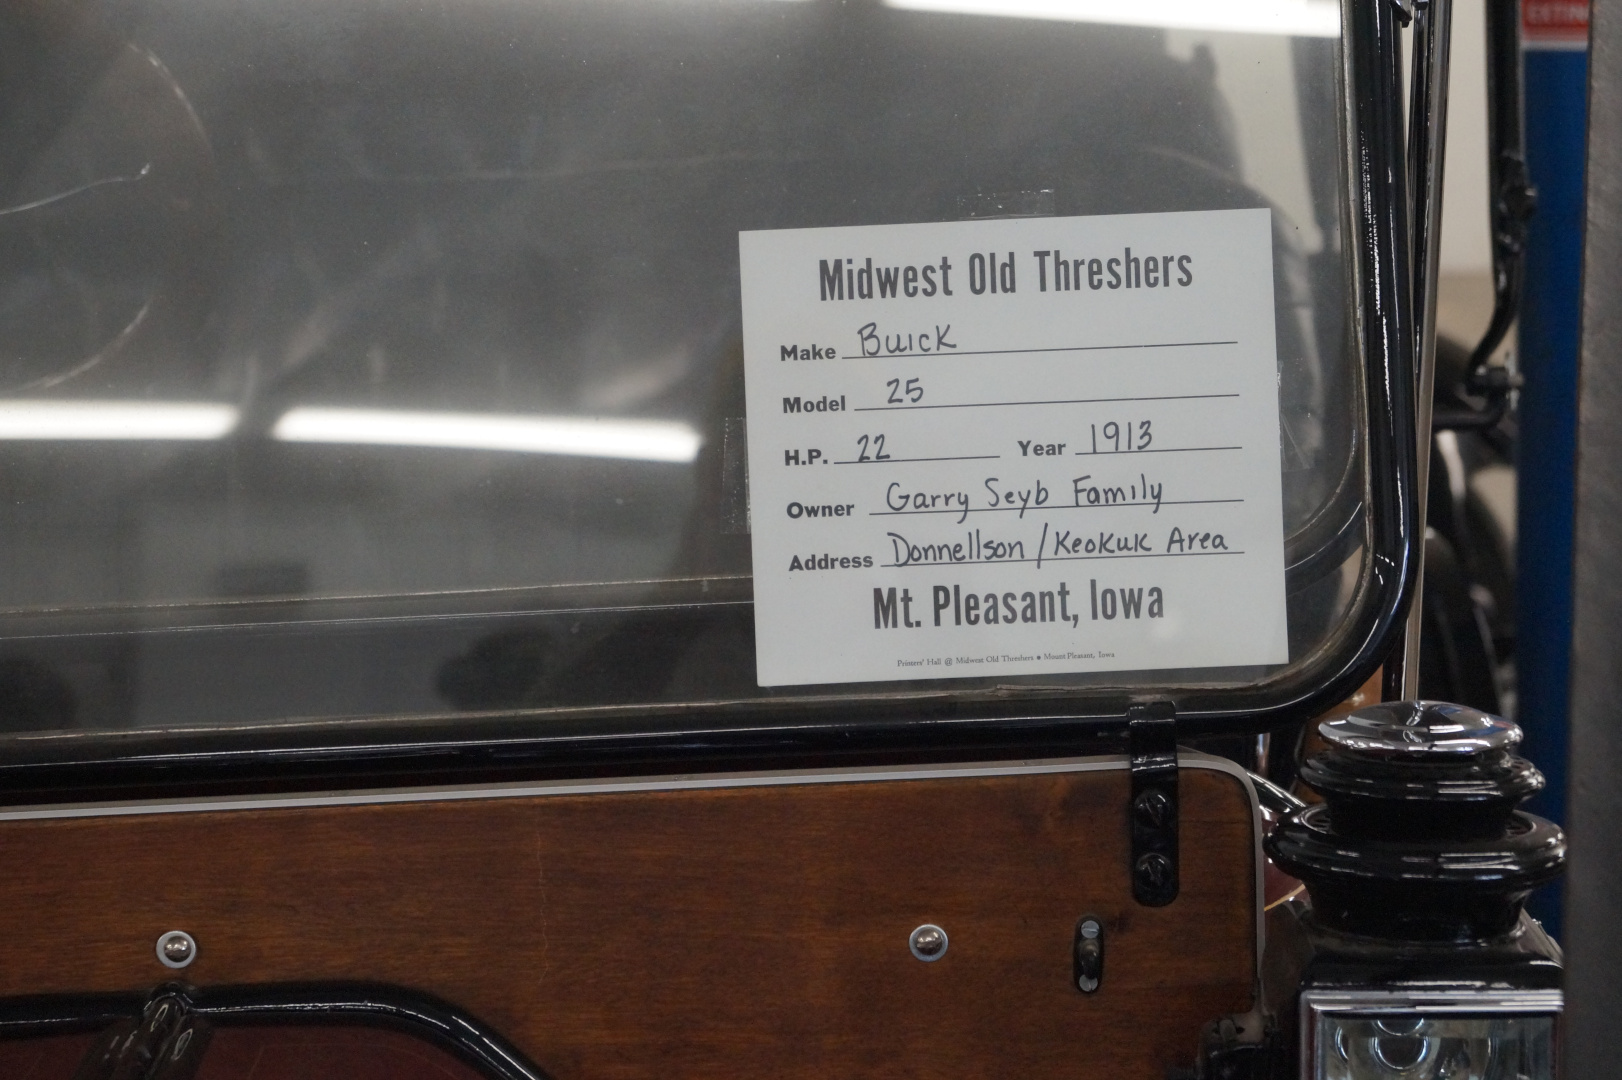 Midwest Old Threshers
Make Buick
Model 25
H.P. 22 Year 1913
Owner Garry Seyb Family
Address Donnellson / Keokuk Area
Mt. Pleasant, Iowa
Printers' Hall @ Midwest Old Threshers ● Mount Pleasant, Iowa